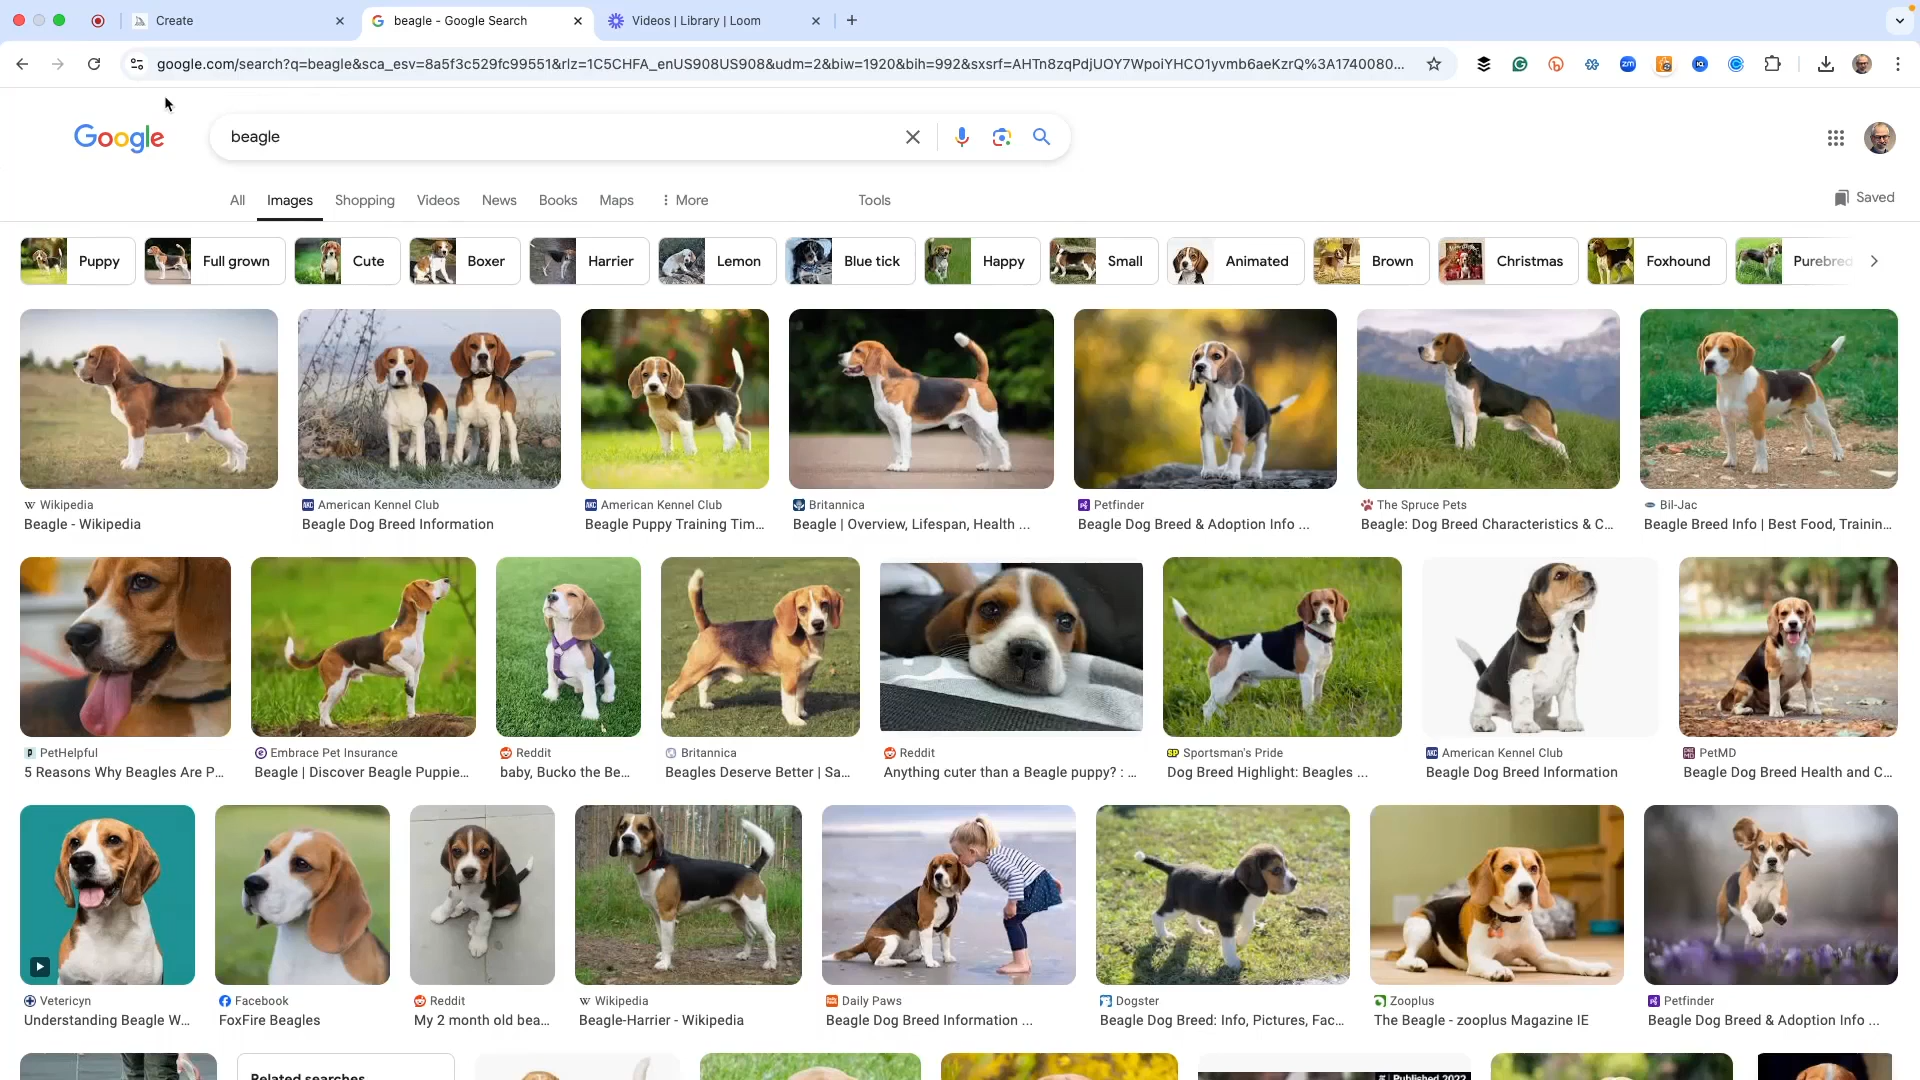 Create
beagle - Google Search
Videos | Library | Loom
google.com/search?q=beagle&sca_esv=8a5f3c529fc99551&rlz=1C5CHFA_enUS908US908&udm=2&biw=1920&bih=992&sxsrf=AHTn8zqPdjUOY7WpoiYHCO1yvmb6aeKzrQ%3A1740080...
Google
beagle
All Images Shopping Videos News Books Maps More Tools
Saved
Puppy Full grown Cute Boxer Harrier Lemon Blue tick Happy Small Animated Brown Christmas Foxhound Purebred
Wikipedia
Beagle - Wikipedia
American Kennel Club
Beagle Dog Breed Information
American Kennel Club
Beagle Puppy Training Tim...
Britannica
Beagle | Overview, Lifespan, Health ...
Petfinder
Beagle Dog Breed & Adoption Info ...
The Spruce Pets
Beagle: Dog Breed Characteristics & C...
Bil-Jac
Beagle Breed Info | Best Food, Trainin...
PetHelpful
5 Reasons Why Beagles Are P...
Embrace Pet Insurance
Beagle | Discover Beagle Puppie...
Reddit
baby, Bucko the Be...
Britannica
Beagles Deserve Better | Sa...
Reddit
Anything cuter than a Beagle puppy? : ...
SP Sportsman's Pride
Dog Breed Highlight: Beagles ...
American Kennel Club
Beagle Dog Breed Information
PetMD
Beagle Dog Breed Health and C...
Vetericyn
Understanding Beagle W...
Facebook
FoxFire Beagles
Reddit
My 2 month old bea...
Wikipedia
Beagle-Harrier - Wikipedia
Daily Paws
Beagle Dog Breed Information ...
Dogster
Beagle Dog Breed: Info, Pictures, Fac...
Zooplus
The Beagle - zooplus Magazine IE
Petfinder
Beagle Dog Breed & Adoption Info ...
Related searches
Published 2022